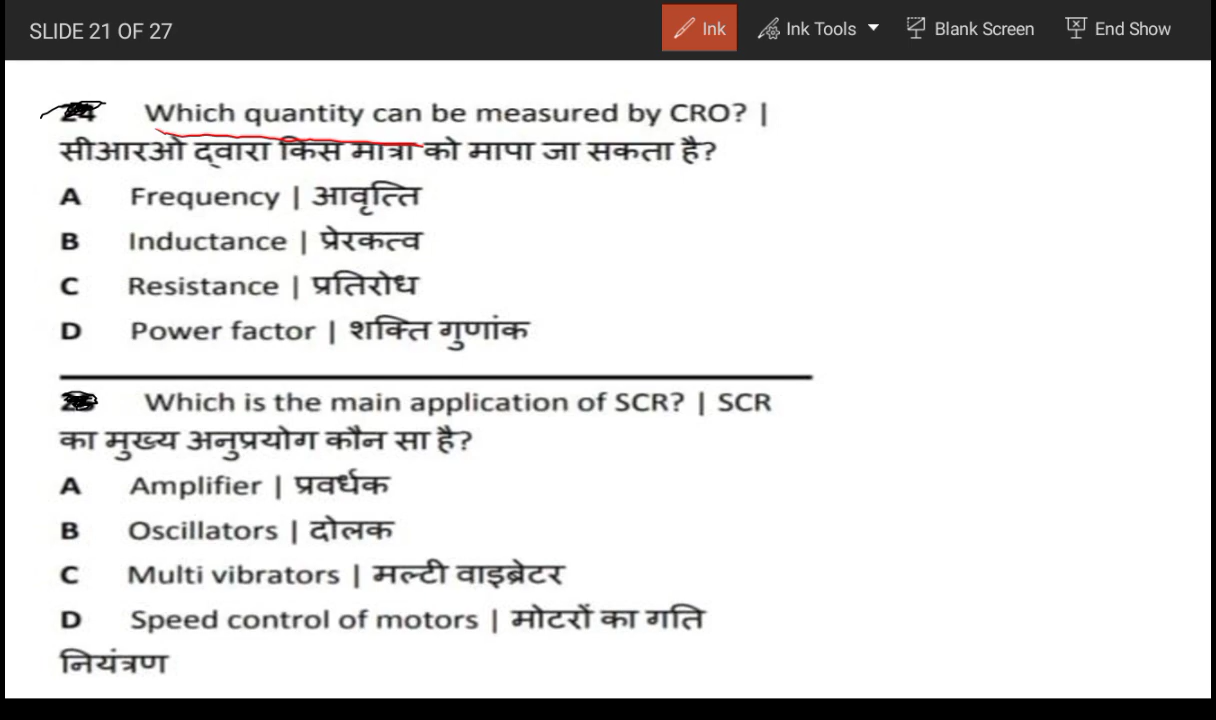 SLIDE 21 OF 27 Ink Ink Tools Blank Screen End Show
Which quantity can be measured by CRO? |
सीआरओ द्वारा किस मात्रा को मापा जा सकता है?
A Frequency | आवृत्ति
B Inductance | प्रेरकत्व
C Resistance | प्रतिरोध
D Power factor | शक्ति गुणांक
Which is the main application of SCR? | SCR
का मुख्य अनुप्रयोग कौन सा है?
A Amplifier | प्रवर्धक
B Oscillators | दोलक
C Multi vibrators | मल्टी वाइब्रेटर
D Speed control of motors | मोटरों का गति
नियंत्रण